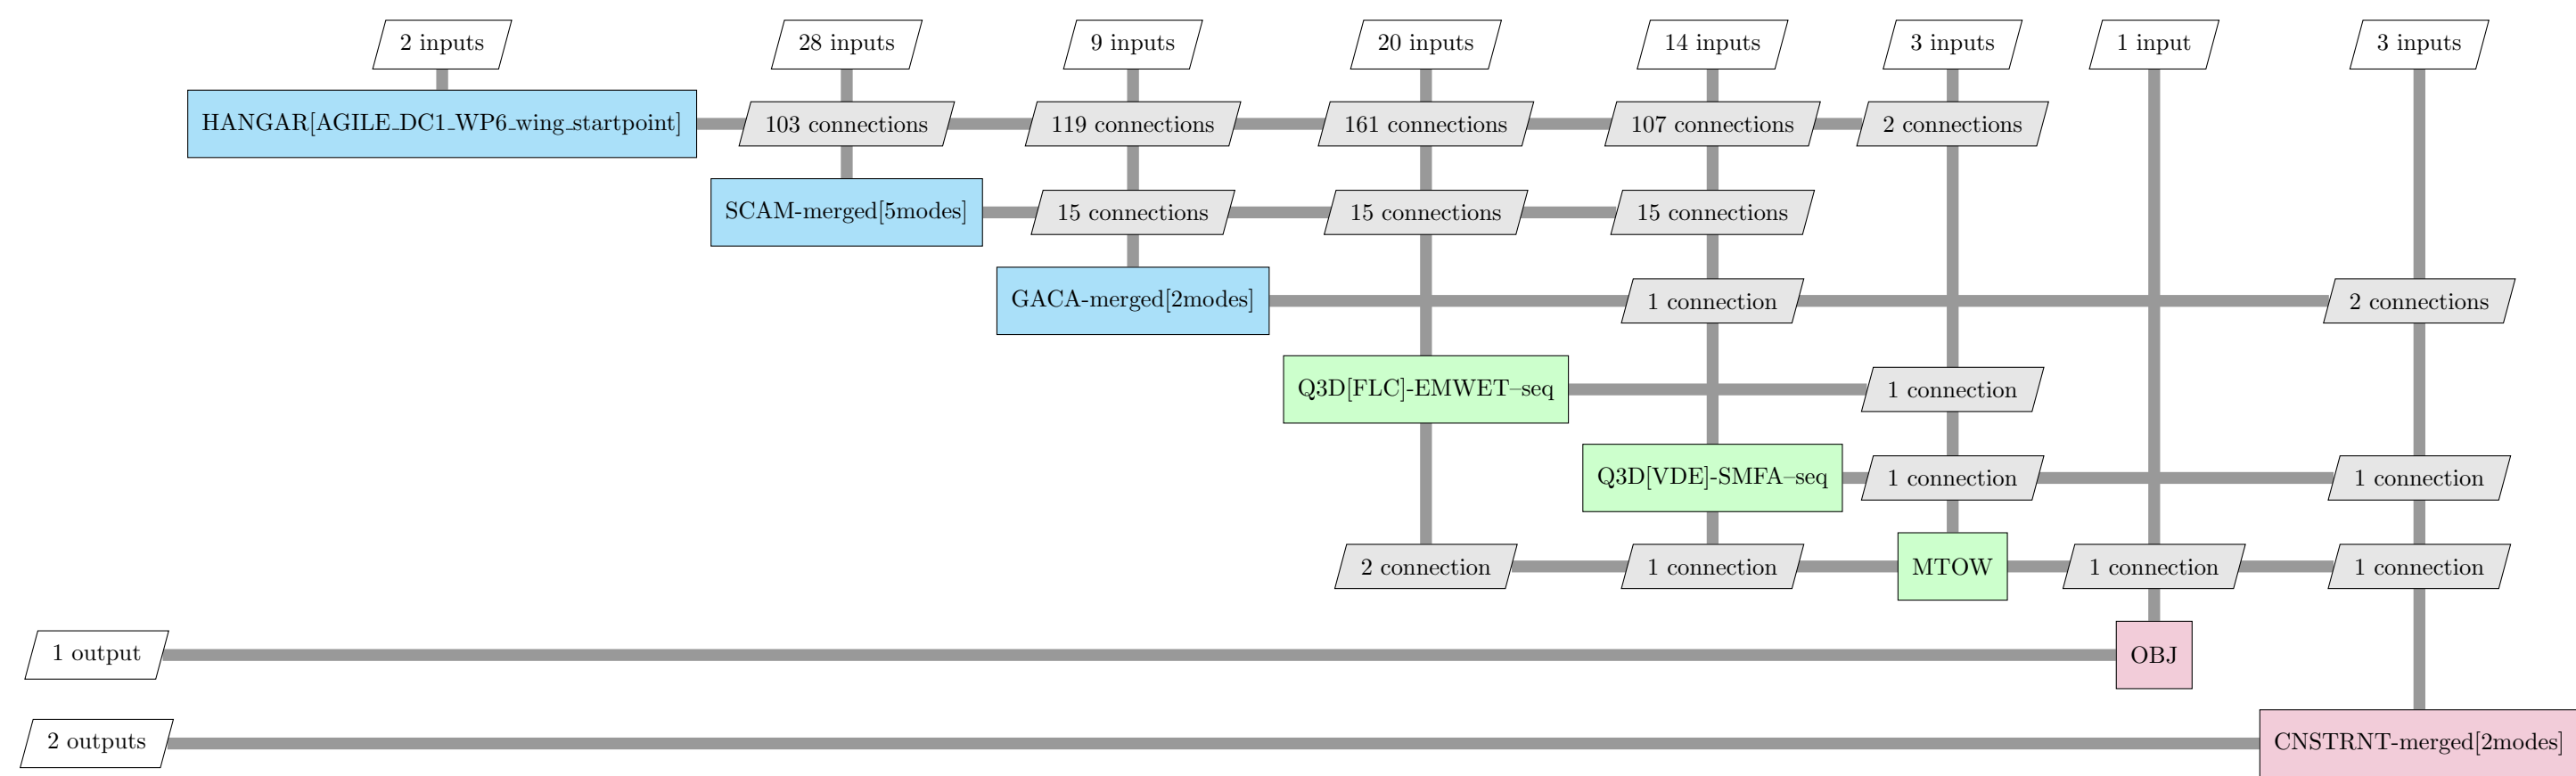 2 inputs
28 inputs
9 inputs
20 inputs
14 inputs
3 inputs
1 input
3 inputs
HANGAR[AGILE_DC1_WP6_wing_startpoint]
103 connections
119 connections
161 connections
107 connections
2 connections
SCAM-merged[5modes]
15 connections
15 connections
15 connections
GACA-merged[2modes]
1 connection
2 connections
Q3D[FLC]-EMWET–seq
1 connection
Q3D[VDE]-SMFA–seq
1 connection
1 connection
2 connection
1 connection
MTOW
1 connection
1 connection
1 output
OBJ
2 outputs
CNSTRNT-merged[2modes]